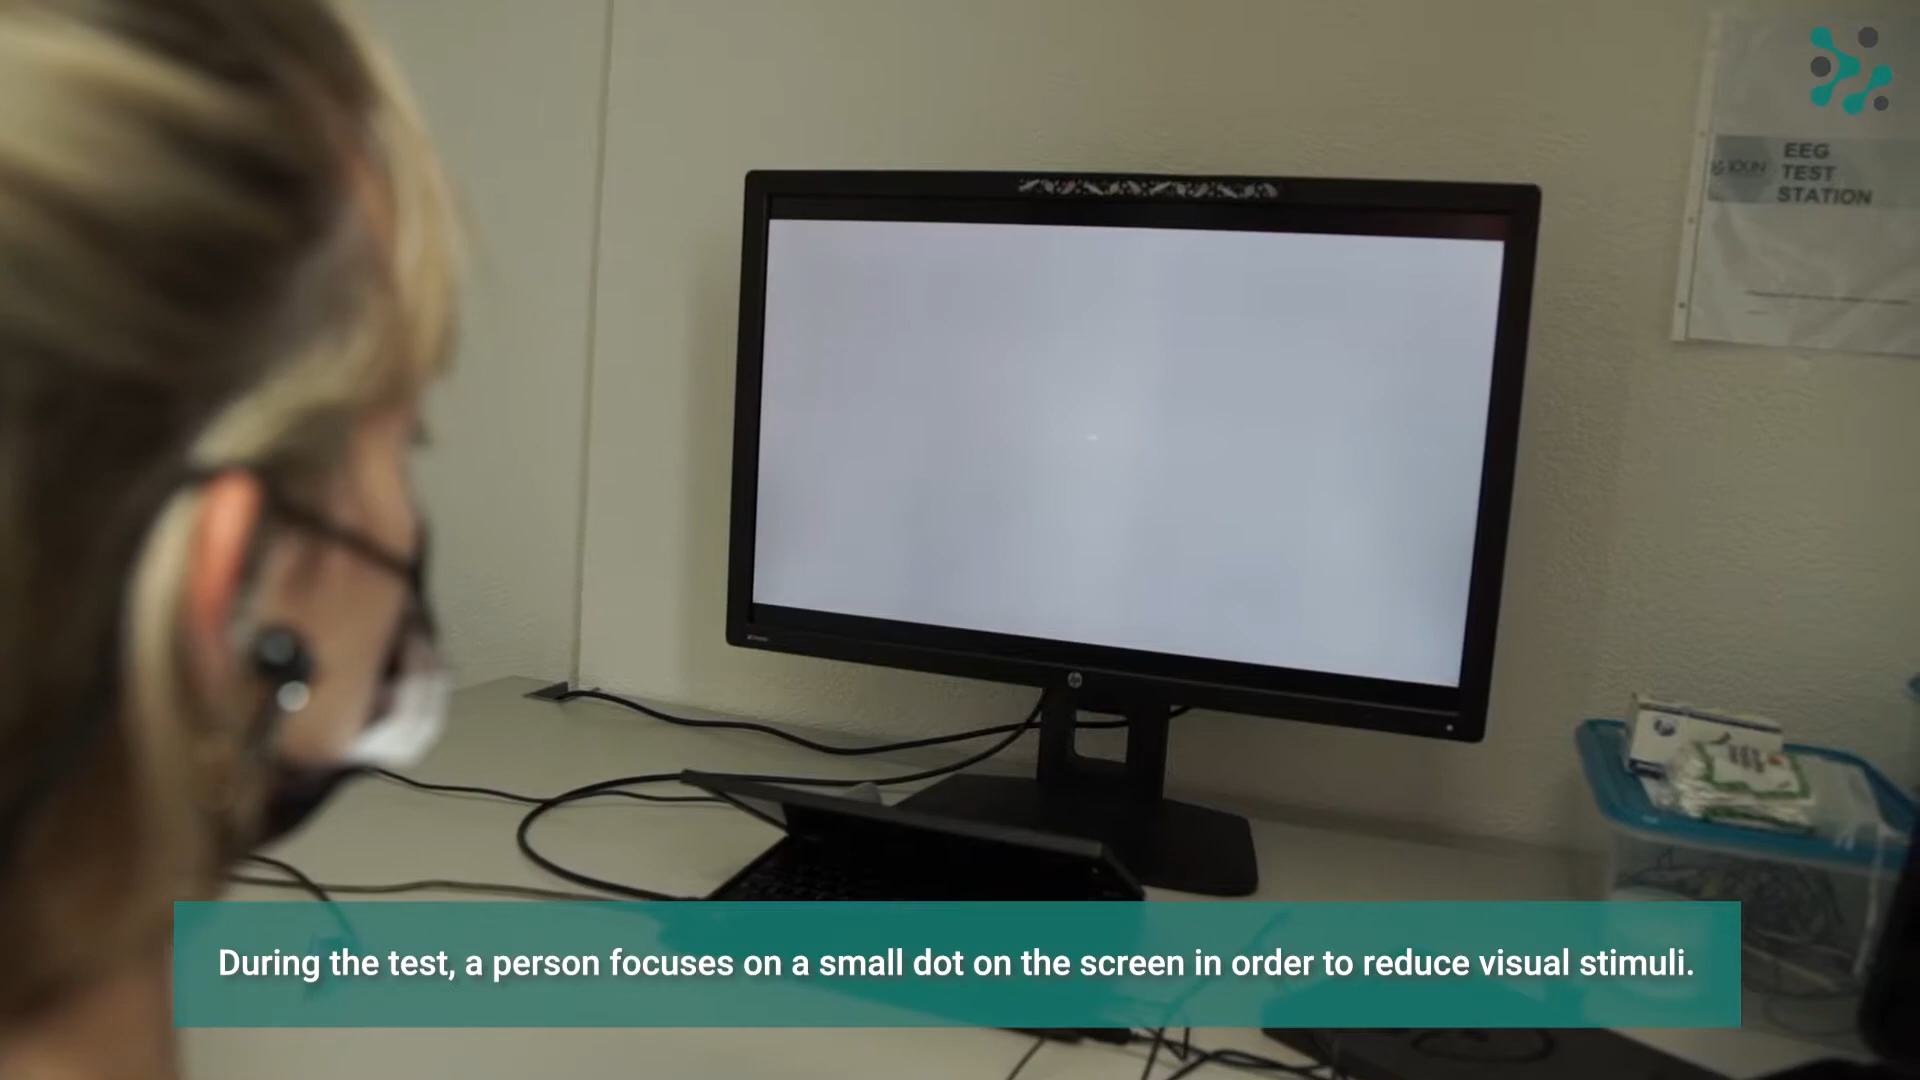 EEG
TEST
STATION
During the test, a person focuses on a small dot on the screen in order to reduce visual stimuli.